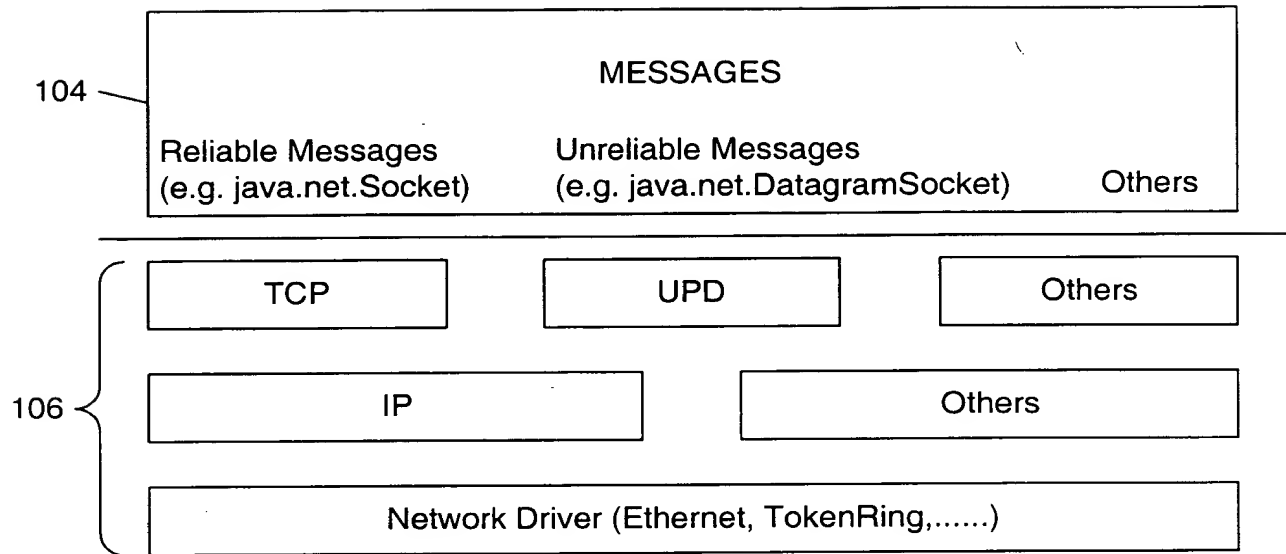 MESSAGES
104
Reliable Messages
(e.g. java.net.Socket)
Unreliable Messages
(e.g. java.net.DatagramSocket)
Others
TCP
UPD
Others
106
IP
Others
Network Driver (Ethernet, TokenRing,......)